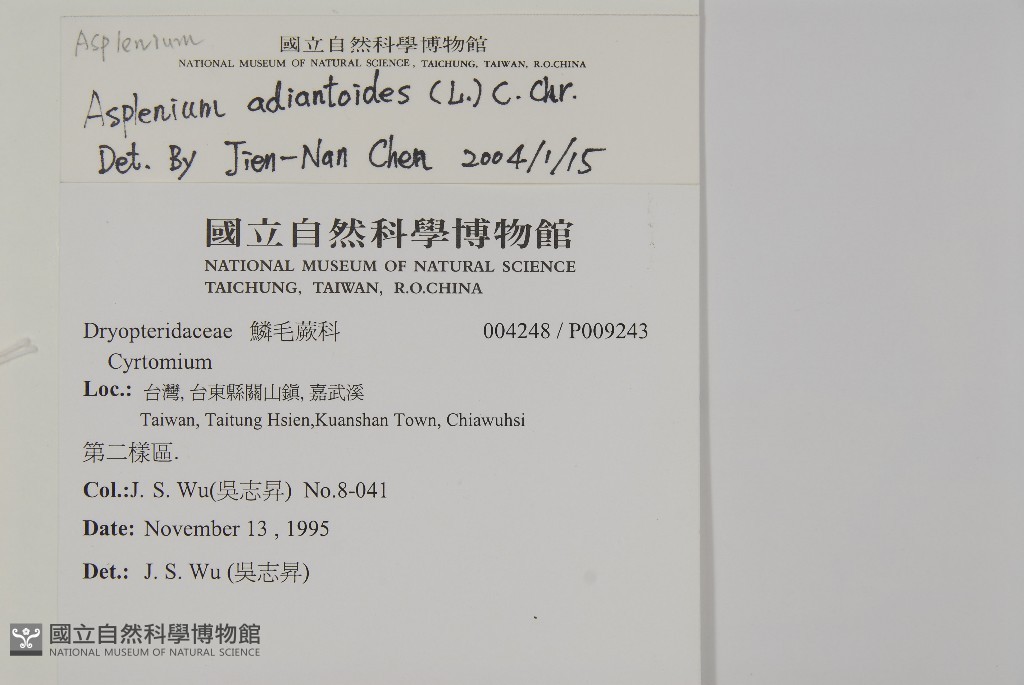 Asplenium
國立自然科學博物館
NATIONAL MUSEUM OF NATURAL SCIENCE, TAICHUNG, TAIWAN, R.O.CHINA
Asplenium adiantoides (L.) C. Chr.
Det. By Jien-Nan Chen 2004/1/15
國立自然科學博物館
NATIONAL MUSEUM OF NATURAL SCIENCE
TAICHUNG, TAIWAN, R.O.CHINA
Dryopteridaceae 鱗毛蕨科 004248 / P009243
Cyrtomium
Loc.: 台灣, 台東縣關山鎮, 嘉武溪
Taiwan, Taitung Hsien,Kuanshan Town, Chiawuhsi
第二樣區.
Col.:J. S. Wu(吳志昇) No.8-041
Date: November 13 , 1995
Det.: J. S. Wu (吳志昇)
國立自然科學博物館
NATIONAL MUSEUM OF NATURAL SCIENCE